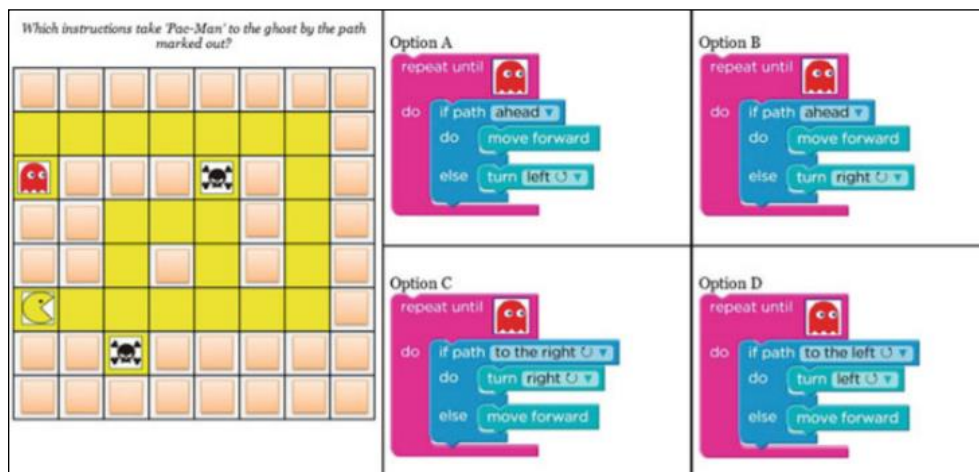 Which instructions take 'Pac-Man' to the ghost by the path
marked out?
Option A
repeat until
do if path ahead
do move forward
else turn left
Option B
repeat until
do if path ahead
do move forward
else turn right
Option C
repeat until
do if path to the right
do turn right
else move forward
Option D
repeat until
do if path to the left
do turn left
else move forward